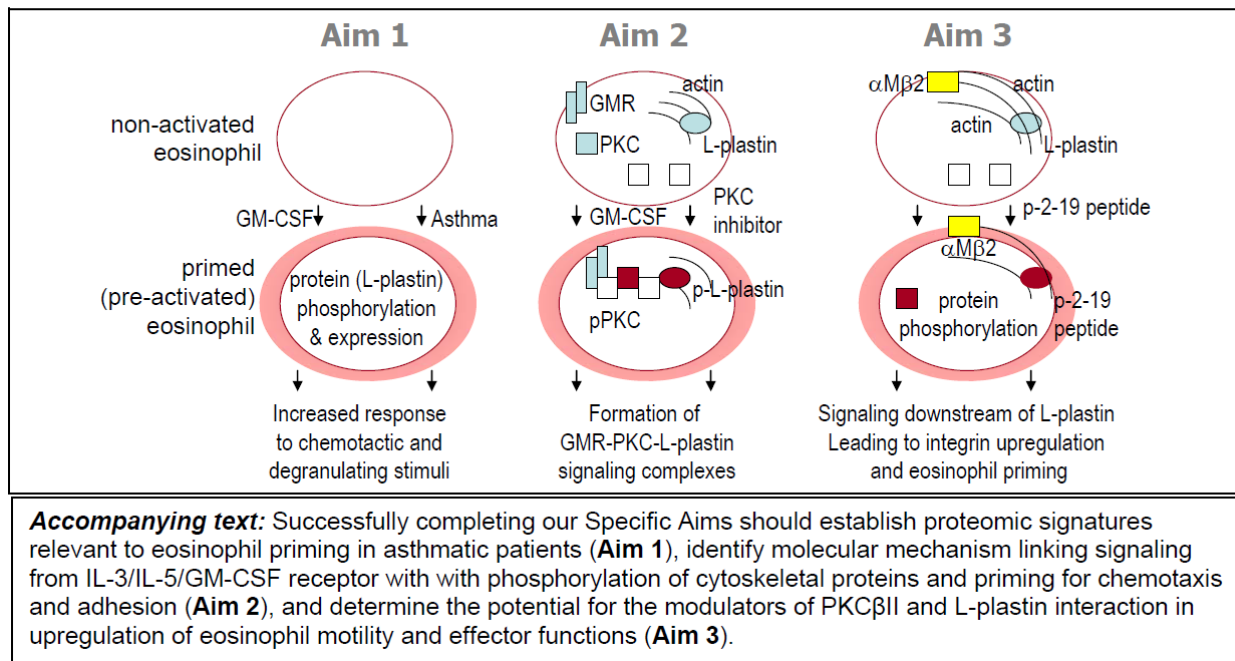 Aim 1
Aim 2
Aim 3
non-activated
eosinophil
GMR
PKC
actin
L-plastin
αMβ2
actin
actin
L-plastin
GM-CSF
Asthma
GM-CSF
PKC
inhibitor
p-2-19 peptide
primed
(pre-activated)
eosinophil
protein (L-plastin)
phosphorylation
& expression
p-L-plastin
pPKC
αMβ2
protein
phosphorylation
p-2-19
peptide
Increased response
to chemotactic and
degranulating stimuli
Formation of
GMR-PKC-L-plastin
signaling complexes
Signaling downstream of L-plastin
Leading to integrin upregulation
and eosinophil priming
Accompanying text: Successfully completing our Specific Aims should establish proteomic signatures
relevant to eosinophil priming in asthmatic patients (Aim 1), identify molecular mechanism linking signaling
from IL-3/IL-5/GM-CSF receptor with with phosphorylation of cytoskeletal proteins and priming for chemotaxis
and adhesion (Aim 2), and determine the potential for the modulators of PKCβII and L-plastin interaction in
upregulation of eosinophil motility and effector functions (Aim 3).